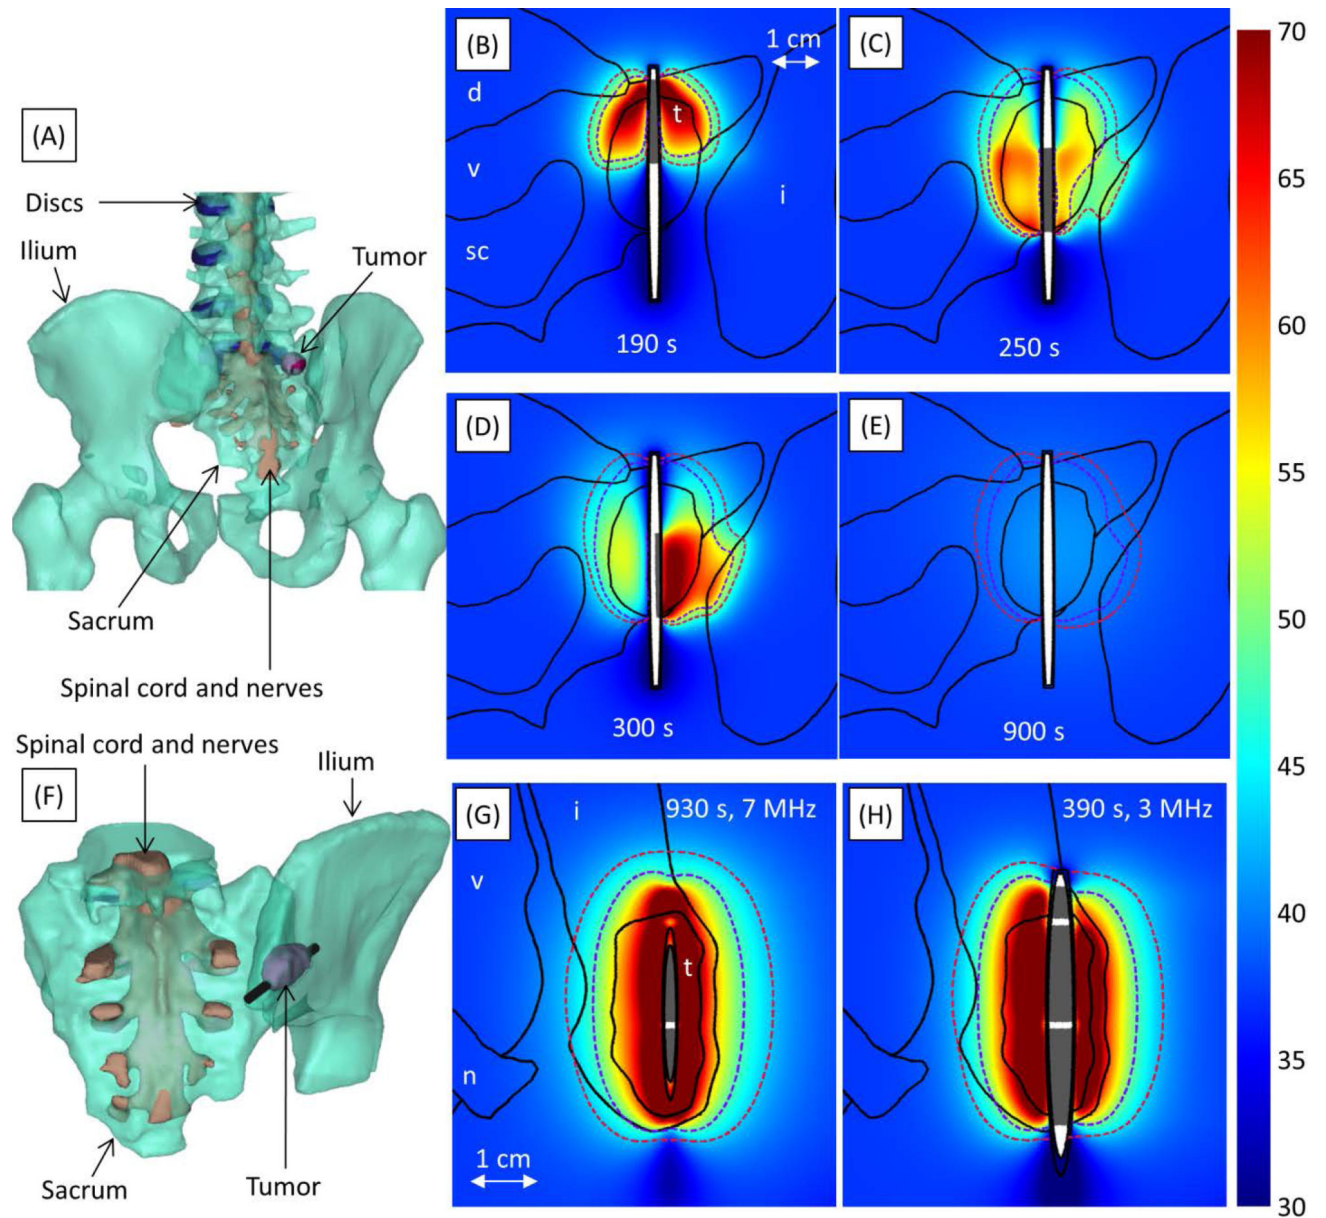 (A)
Discs
Ilium
Tumor
Sacrum
Spinal cord and nerves
(B)
1 cm
d
t
v
i
sc
190 s
(C)
250 s
(D)
300 s
(E)
900 s
70
65
60
55
50
45
40
35
30
Spinal cord and nerves
(F)
Ilium
Sacrum
Tumor
(G)
i
930 s, 7 MHz
v
t
n
1 cm
(H)
390 s, 3 MHz